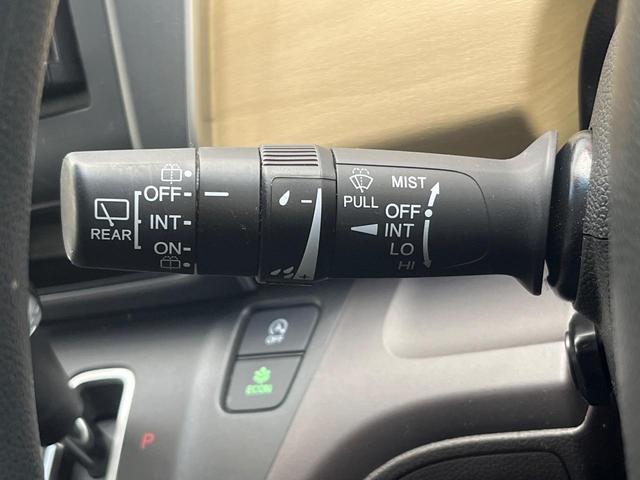 OFF
INT
ON
REAR
PULL
MIST
OFF
INT
LO
HI
OFF
ECON
P